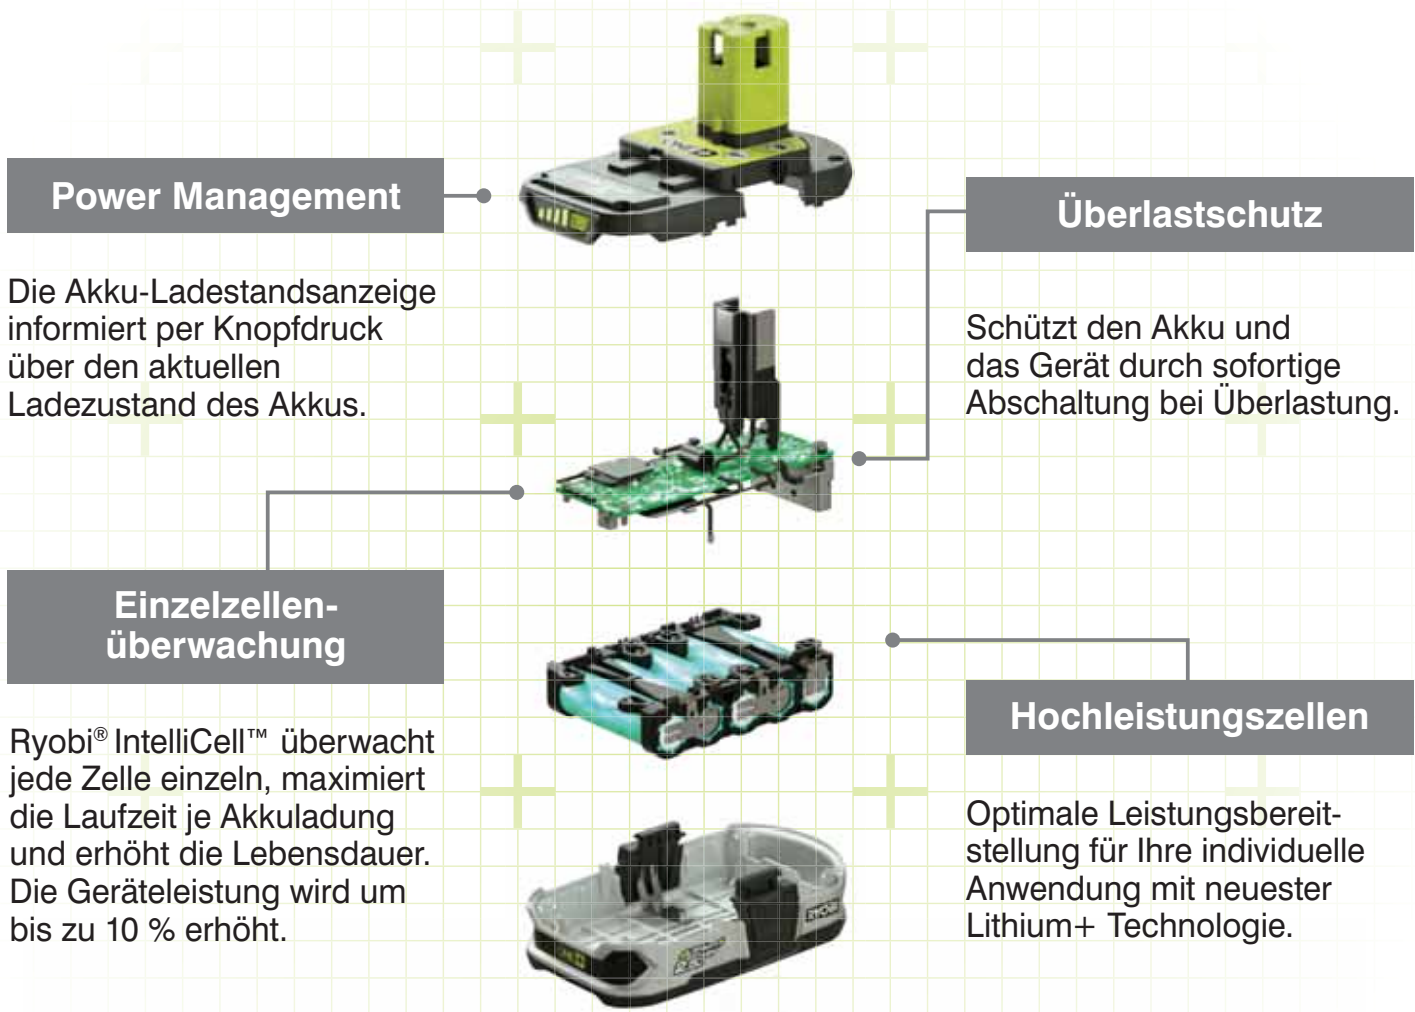 Power Management
Die Akku-Ladestandsanzeige
informiert per Knopfdruck
über den aktuellen
Ladezustand des Akkus.
Überlastschutz
Schützt den Akku und
das Gerät durch sofortige
Abschaltung bei Überlastung.
Einzelzellen-
überwachung
Ryobi® IntelliCell™ überwacht
jede Zelle einzeln, maximiert
die Laufzeit je Akkuladung
und erhöht die Lebensdauer.
Die Geräteleistung wird um
bis zu 10 % erhöht.
Hochleistungszellen
Optimale Leistungsbereit-
stellung für Ihre individuelle
Anwendung mit neuester
Lithium+ Technologie.
RYOBI